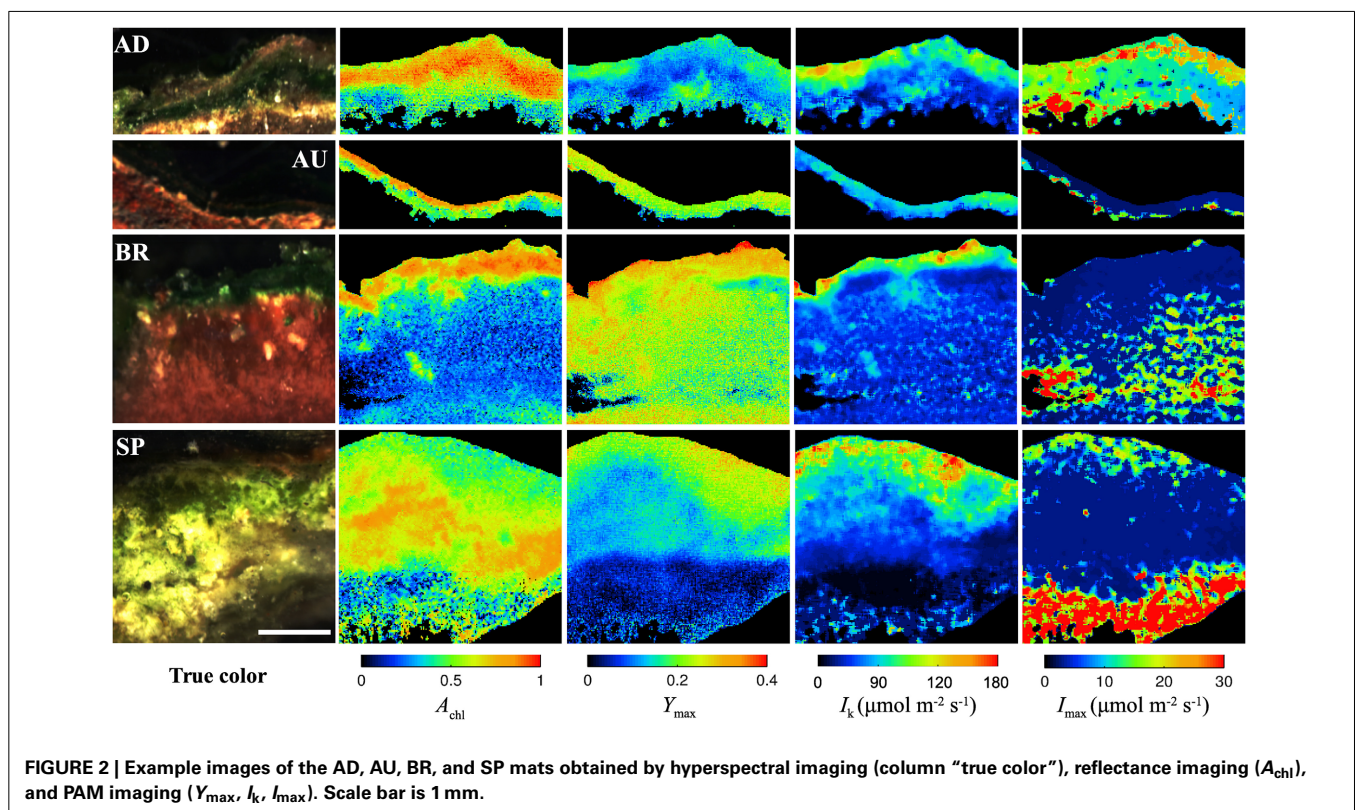 AD
AU
BR
SP
True color
0 0.5 1
A_chl
0 0.2 0.4
Y_max
0 90 120 180
I_k (μmol m⁻² s⁻¹)
0 10 20 30
I_max (μmol m⁻² s⁻¹)
FIGURE 2 | Example images of the AD, AU, BR, and SP mats obtained by hyperspectral imaging (column “true color”), reflectance imaging (A_chl),
and PAM imaging (Y_max, I_k, I_max). Scale bar is 1 mm.